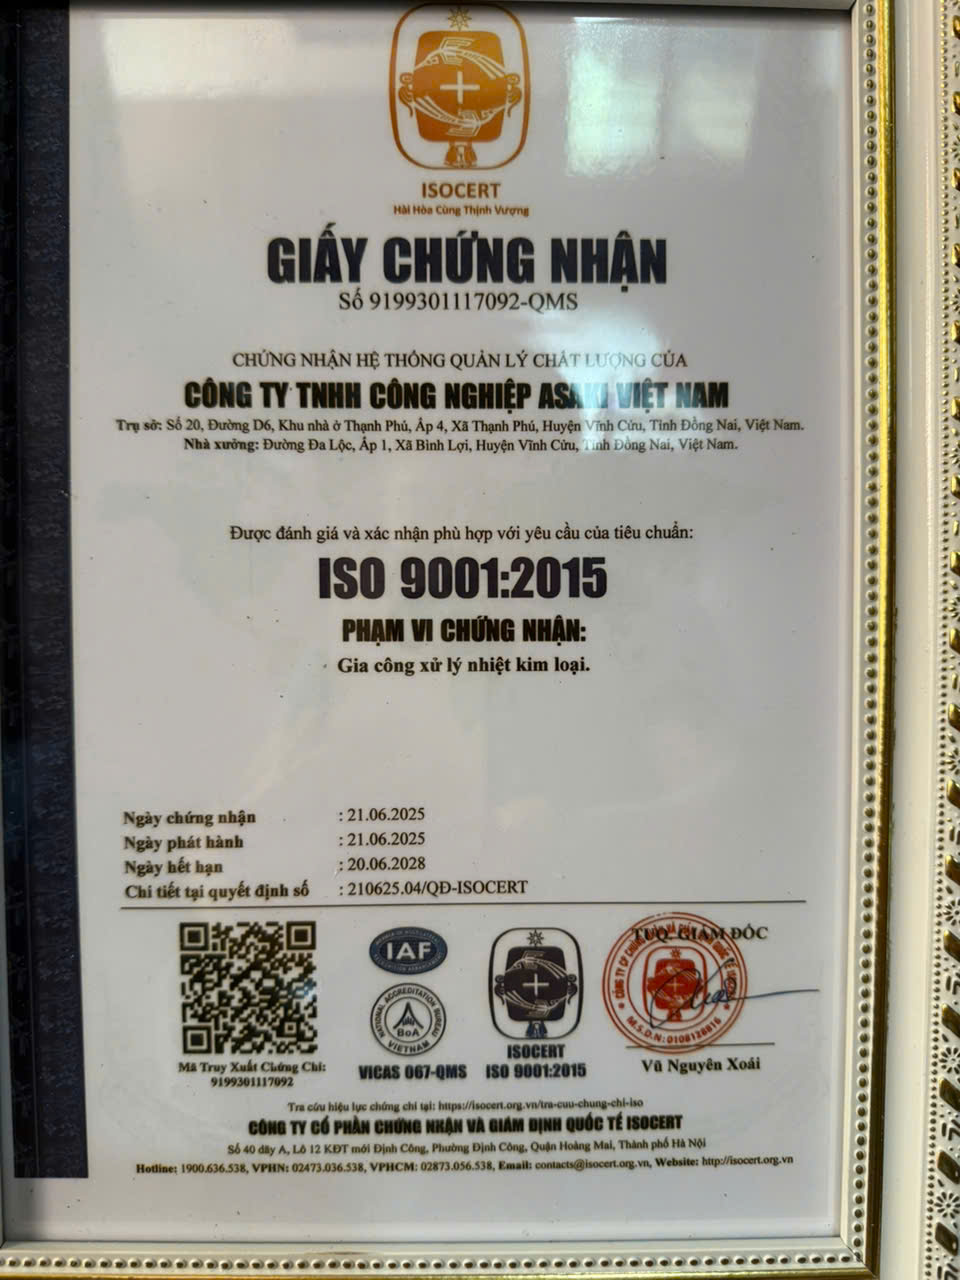 ISOCERT
Hài Hòa Cùng Thịnh Vượng
GIẤY CHỨNG NHẬN
Số 9199301117092-QMS
CHỨNG NHẬN HỆ THỐNG QUẢN LÝ CHẤT LƯỢNG CỦA
CÔNG TY TNHH CÔNG NGHIỆP ASAKI VIỆT NAM
Trụ sở: Số 20, Đường D6, Khu nhà ở Thạnh Phú, Ấp 4, Xã Thạnh Phú, Huyện Vĩnh Cửu, Tỉnh Đồng Nai, Việt Nam.
Nhà xưởng: Đường Đa Lộc, Ấp 1, Xã Bình Lợi, Huyện Vĩnh Cửu, Tỉnh Đồng Nai, Việt Nam.
Được đánh giá và xác nhận phù hợp với yêu cầu của tiêu chuẩn:
ISO 9001:2015
PHẠM VI CHỨNG NHẬN:
Gia công xử lý nhiệt kim loại.
Ngày chứng nhận : 21.06.2025
Ngày phát hành : 21.06.2025
Ngày hết hạn : 20.06.2028
Chi tiết tại quyết định số : 210625.04/QĐ-ISOCERT
TUQ. GIÁM ĐỐC
IAF
NATIONAL ACCREDITATION BUREAU
BoA
VIETNAM
M.S.D.N: 0108128816
ISOCERT
Mã Truy Xuất Chứng Chỉ:
9199301117092
VICAS 067-QMS
ISO 9001:2015
Vũ Nguyên Xoái
Tra cứu hiệu lực chứng chỉ tại: https://isocert.org.vn/tra-cuu-chung-chi-iso
CÔNG TY CỔ PHẦN CHỨNG NHẬN VÀ GIÁM ĐỊNH QUỐC TẾ ISOCERT
Số 40 dãy A, Lô 12 KĐT mới Định Công, Phường Định Công, Quận Hoàng Mai, Thành phố Hà Nội
Hotline: 1900.636.538, VPHN: 02473.036.538, VPHCM: 02873.056.538, Email: contacts@isocert.org.vn, Website: http://isocert.org.vn